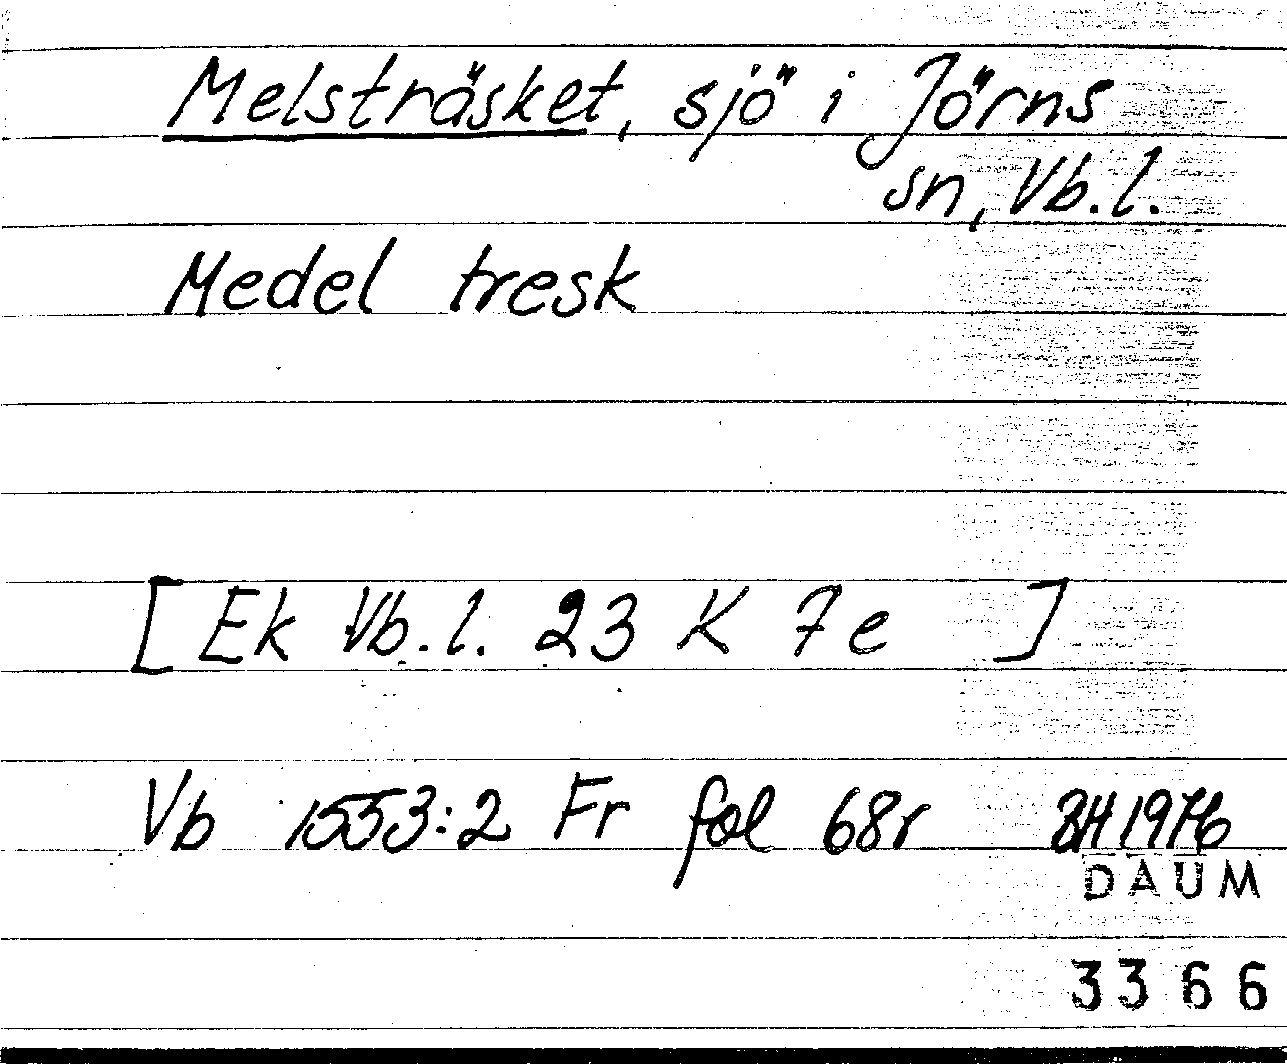 Melsträsket, sjö i Jörns
sn, Vb.l.
Medel tresk
[Ek Vb.l. 23 K 7e ]
Vb 1553:2 Fr fol 68r BH 1976
DAUM
3366